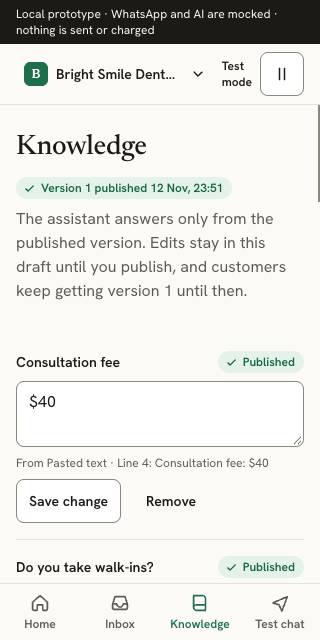 Local prototype · WhatsApp and AI are mocked ·
nothing is sent or charged
B Bright Smile Dent... Test
mode
Knowledge
Version 1 published 12 Nov, 23:51
The assistant answers only from the
published version. Edits stay in this
draft until you publish, and customers
keep getting version 1 until then.
Consultation fee Published
$40
From Pasted text · Line 4: Consultation fee: $40
Save change Remove
Do you take walk-ins? Published
Home Inbox Knowledge Test chat